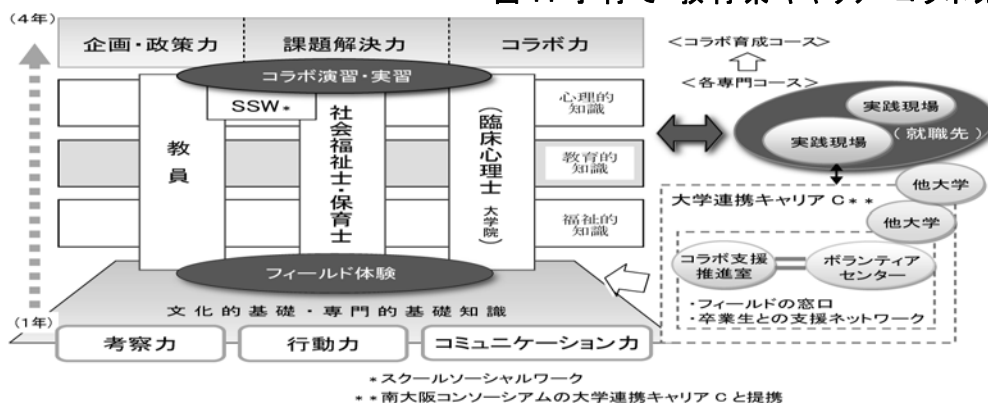 (4年)
企画・政策力
課題解決力
コラボ力
コラボ演習・実習
SSW*
教員
社会福祉士・保育士
(臨床心理士 大学院)
心理的
知識
教育的
知識
福祉的
知識
フィールド体験
文化的基礎・専門的基礎知識
(1年)
考察力
行動力
コミュニケーション力
<コラボ育成コース>
<各専門コース>
実践現場
実践現場
(就職先)
他大学
大学連携キャリアC**
他大学
コラボ支援
推進室
ボランティア
センター
・フィールドの窓口
・卒業生との支援ネットワーク
*スクールソーシャルワーク
**南大阪コンソーシアムの大学連携キャリアCと提携